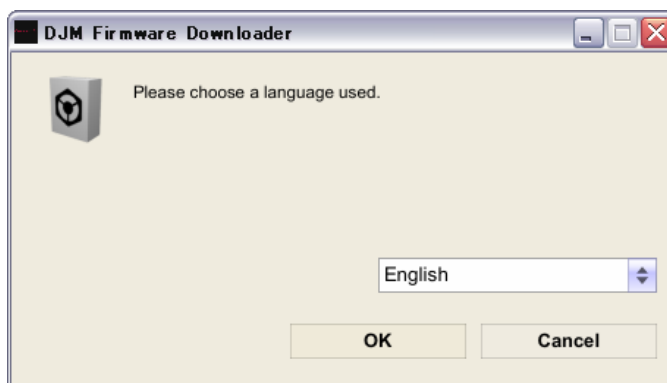 DJM Firmware Downloader
Please choose a language used.
English
OK
Cancel